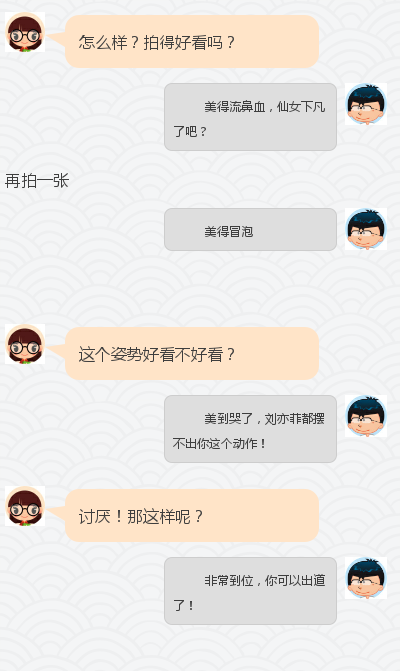 怎么样？拍得好看吗？
美得流鼻血，仙女下凡
了吧？
再拍一张
美得冒泡
这个姿势好看不好看？
美到哭了，刘亦菲都摆
不出你这个动作！
讨厌！那这样呢？
非常到位，你可以出道
了！